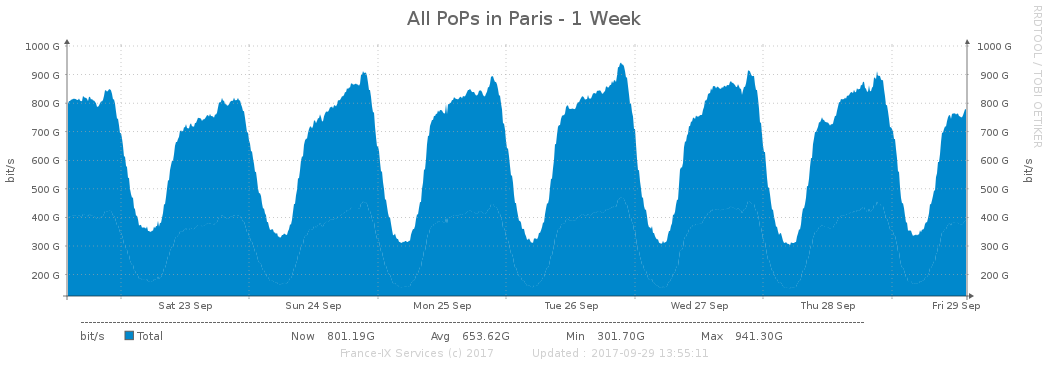 All PoPs in Paris - 1 Week
RRDTOOL / TOBI OETIKER
bit/s
1000 G 1000 G
900 G 900 G
800 G 800 G
700 G 700 G
600 G 600 G
500 G 500 G
400 G 400 G
300 G 300 G
200 G 200 G
bit/s
Sat 23 Sep Sun 24 Sep Mon 25 Sep Tue 26 Sep Wed 27 Sep Thu 28 Sep Fri 29 Sep
bit/s Total Now 801.19G Avg 653.62G Min 301.70G Max 941.30G
France-IX Services (c) 2017 Updated : 2017-09-29 13:55:11